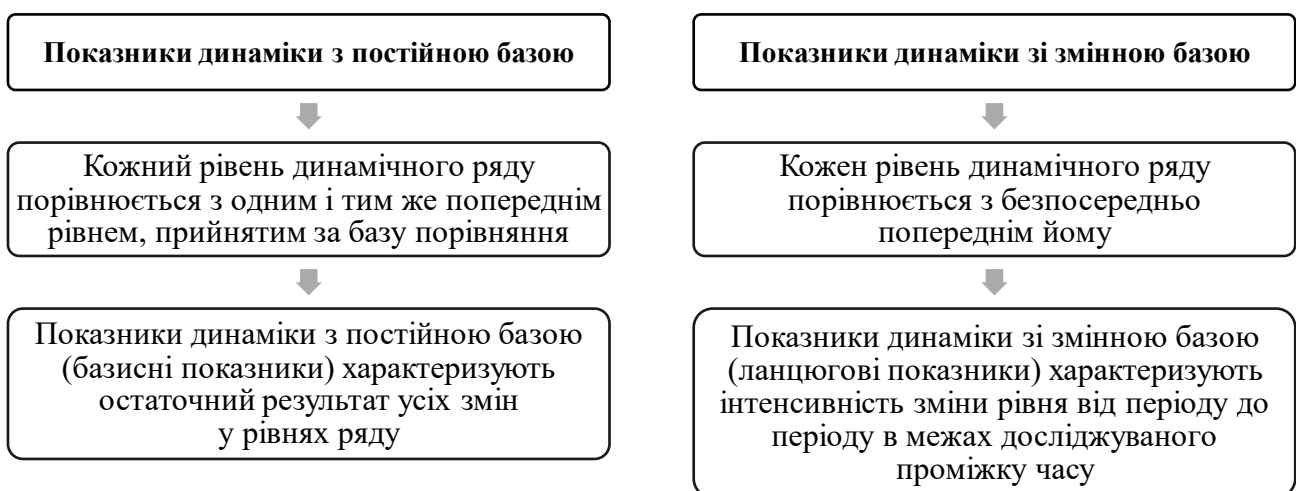 Показники динаміки з постійною базою
Кожний рівень динамічного ряду
порівнюється з одним і тим же попереднім
рівнем, прийнятим за базу порівняння
Показники динаміки з постійною базою
(базисні показники) характеризують
остаточний результат усіх змін
у рівнях ряду
Показники динаміки зі змінною базою
Кожен рівень динамічного ряду
порівнюється з безпосередньо
попереднім йому
Показники динаміки зі змінною базою
(ланцюгові показники) характеризують
інтенсивність зміни рівня від періоду до
періоду в межах досліджуваного
проміжку часу